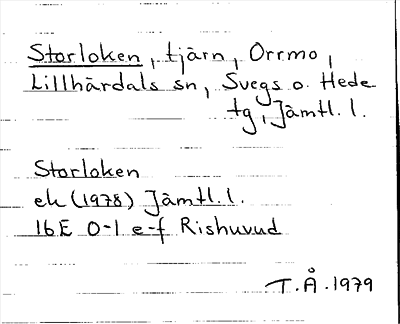 Storloken, tjärn, Orrmo,
Lillhärdals sn, Svegs o. Hede
tg, Jämtl. l.
Storloken
ek (1978) Jämtl. l.
16E 0-1 e-f Rishuvud
T.Å. 1979